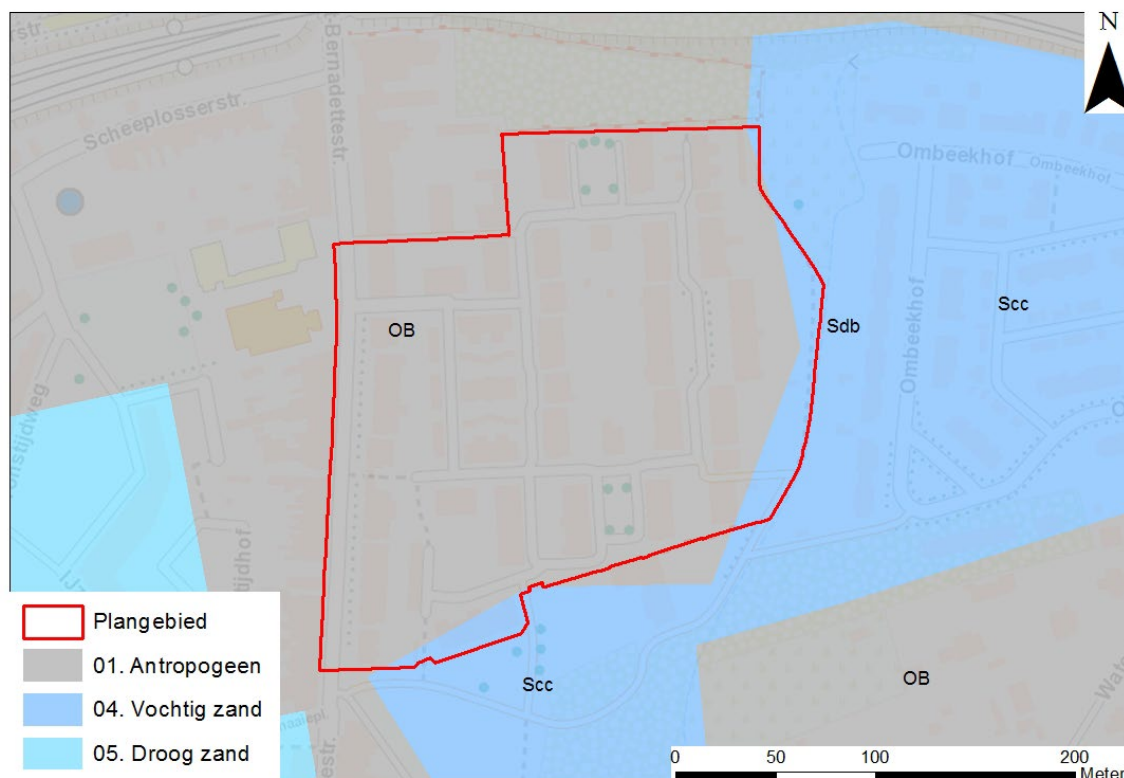 N
Bernadettestr.
Scheeplosserstr.
Ombeekhof
Ombeekhof
Scc
OB
Sdb
Ombeekhof
OB
Scc
Plangebied
01. Antropogeen
04. Vochtig zand
05. Droog zand
0 50 100 200
Meter